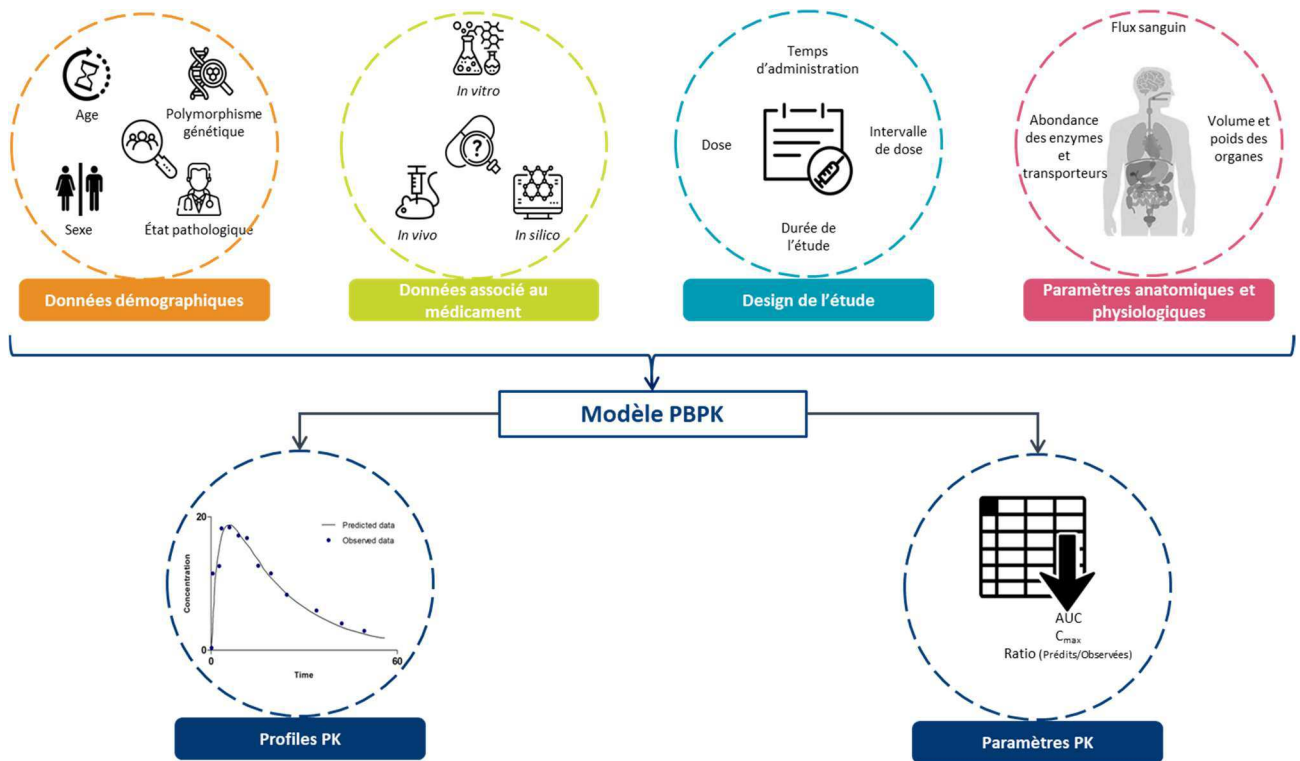 Age
Polymorphisme
génétique
Sexe
État pathologique
Données démographiques
In vitro
?
In vivo
In silico
Données associé au
médicament
Temps
d’administration
Dose
Intervalle
de dose
Durée de
l’étude
Design de l’étude
Flux sanguin
Abondance
des enzymes
et
transporteurs
Volume et
poids des
organes
Paramètres anatomiques et
physiologiques
Modèle PBPK
20
Predicted data
Observed data
Concentration
0
0
60
Time
Profiles PK
AUC
Cmax
Ratio (Prédits/Observées)
Paramètres PK